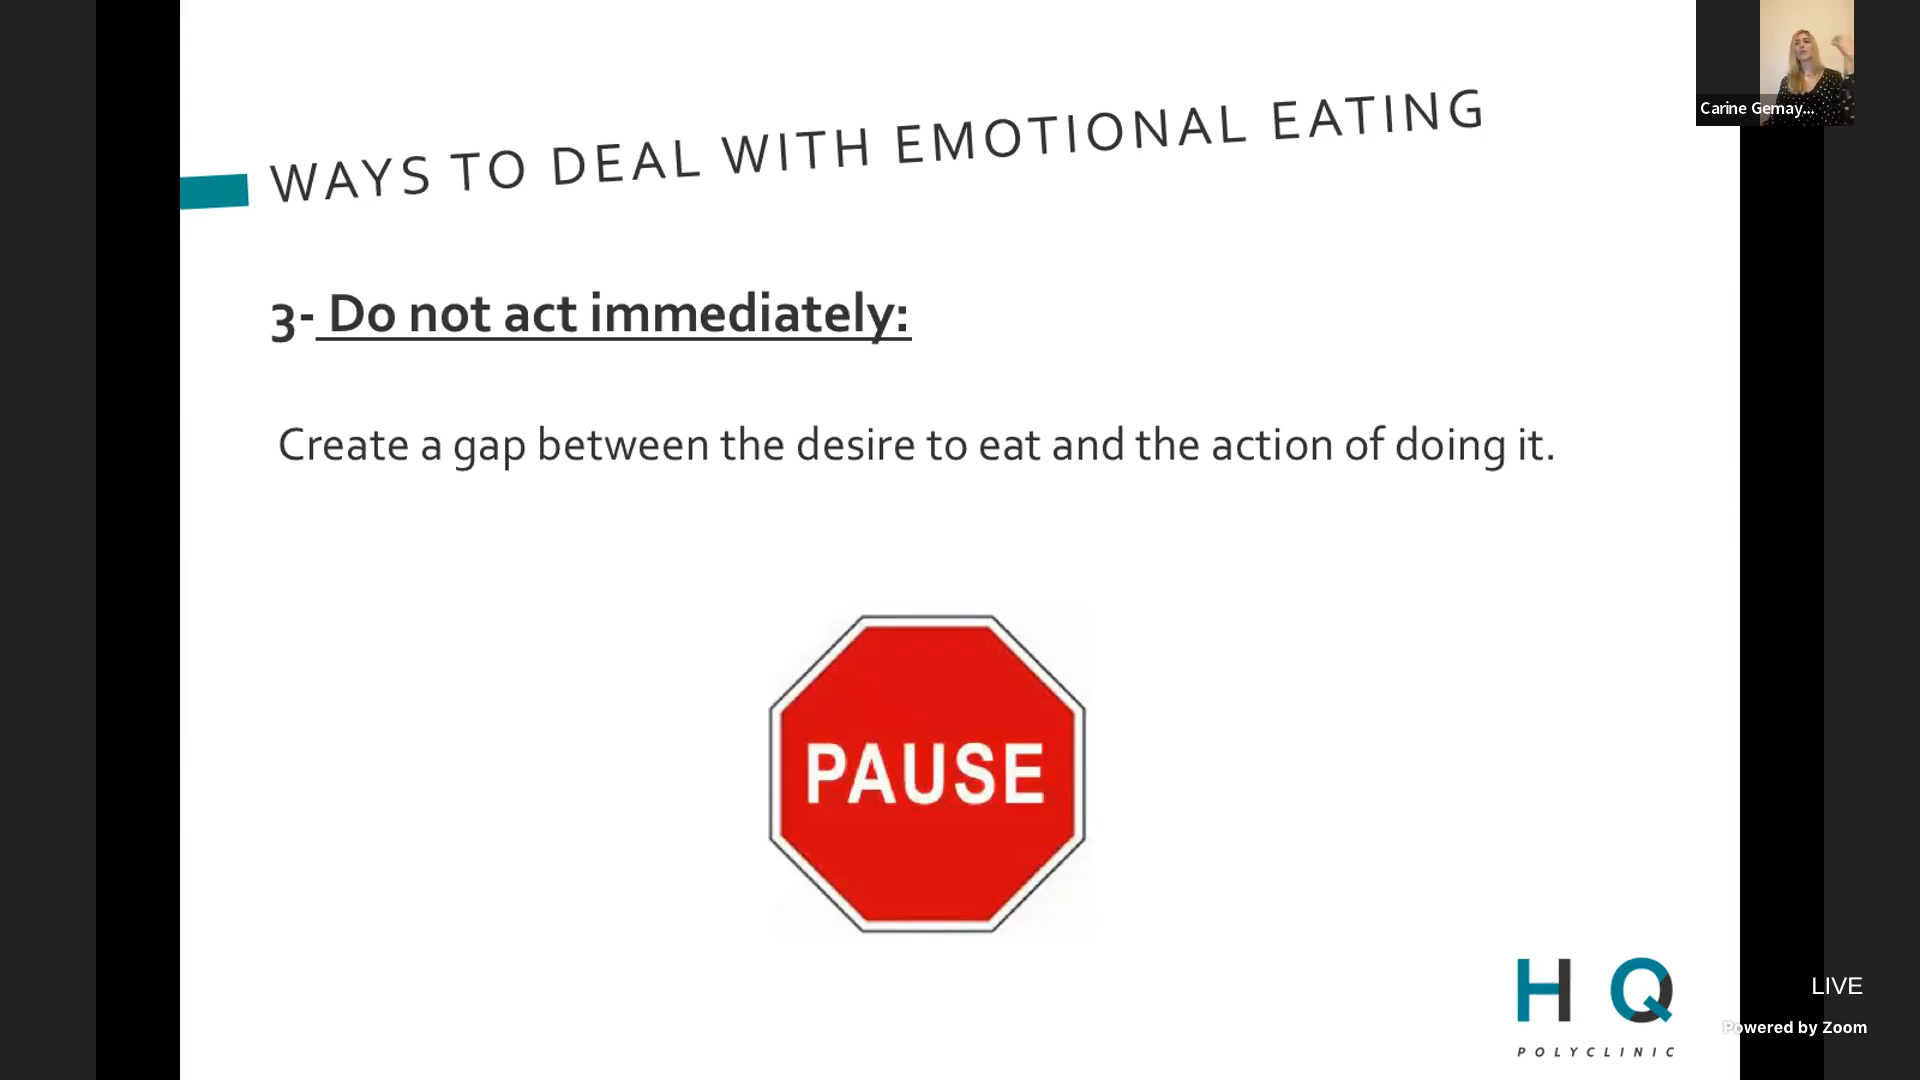 Carine Gemay...
WAYS TO DEAL WITH EMOTIONAL EATING
3- Do not act immediately:
Create a gap between the desire to eat and the action of doing it.
PAUSE
HQ
POLYCLINIC
LIVE
Powered by Zoom